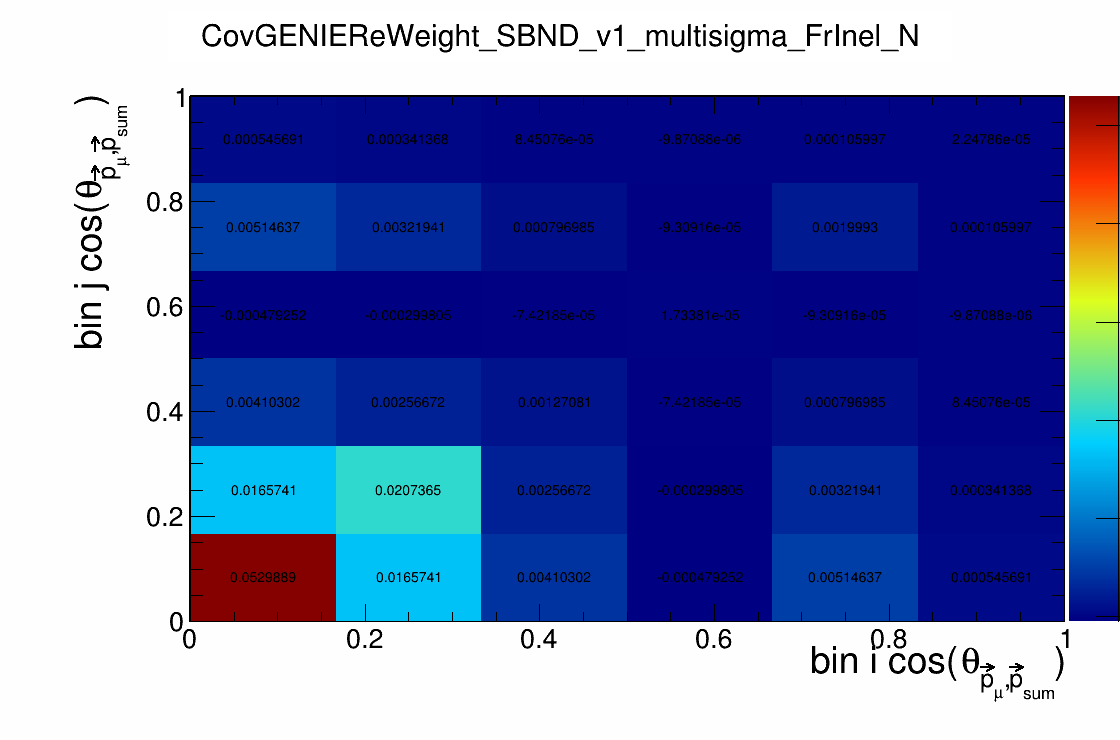 CovGENIEReWeight_SBND_v1_multisigma_FrInel_N
bin j cos(θ p⃗μ,p⃗sum)
1
0.000545691 0.000341368 8.45076e-05 -9.87088e-06 0.000105997 2.24786e-05
0.8
0.00514637 0.00321941 0.000796985 -9.30916e-05 0.0019993 0.000105997
0.6
-0.000479252 -0.000299805 -7.42185e-05 1.73381e-05 -9.30916e-05 -9.87088e-06
0.4
0.00410302 0.00256672 0.00127081 -7.42185e-05 0.000796985 8.45076e-05
0.0165741 0.0207365 0.00256672 -0.000299805 0.00321941 0.000341368
0.2
0.0529889 0.0165741 0.00410302 -0.000479252 0.00514637 0.000545691
0
0 0.2 0.4 0.6 0.8 1
bin i cos(θ p⃗μ,p⃗sum)